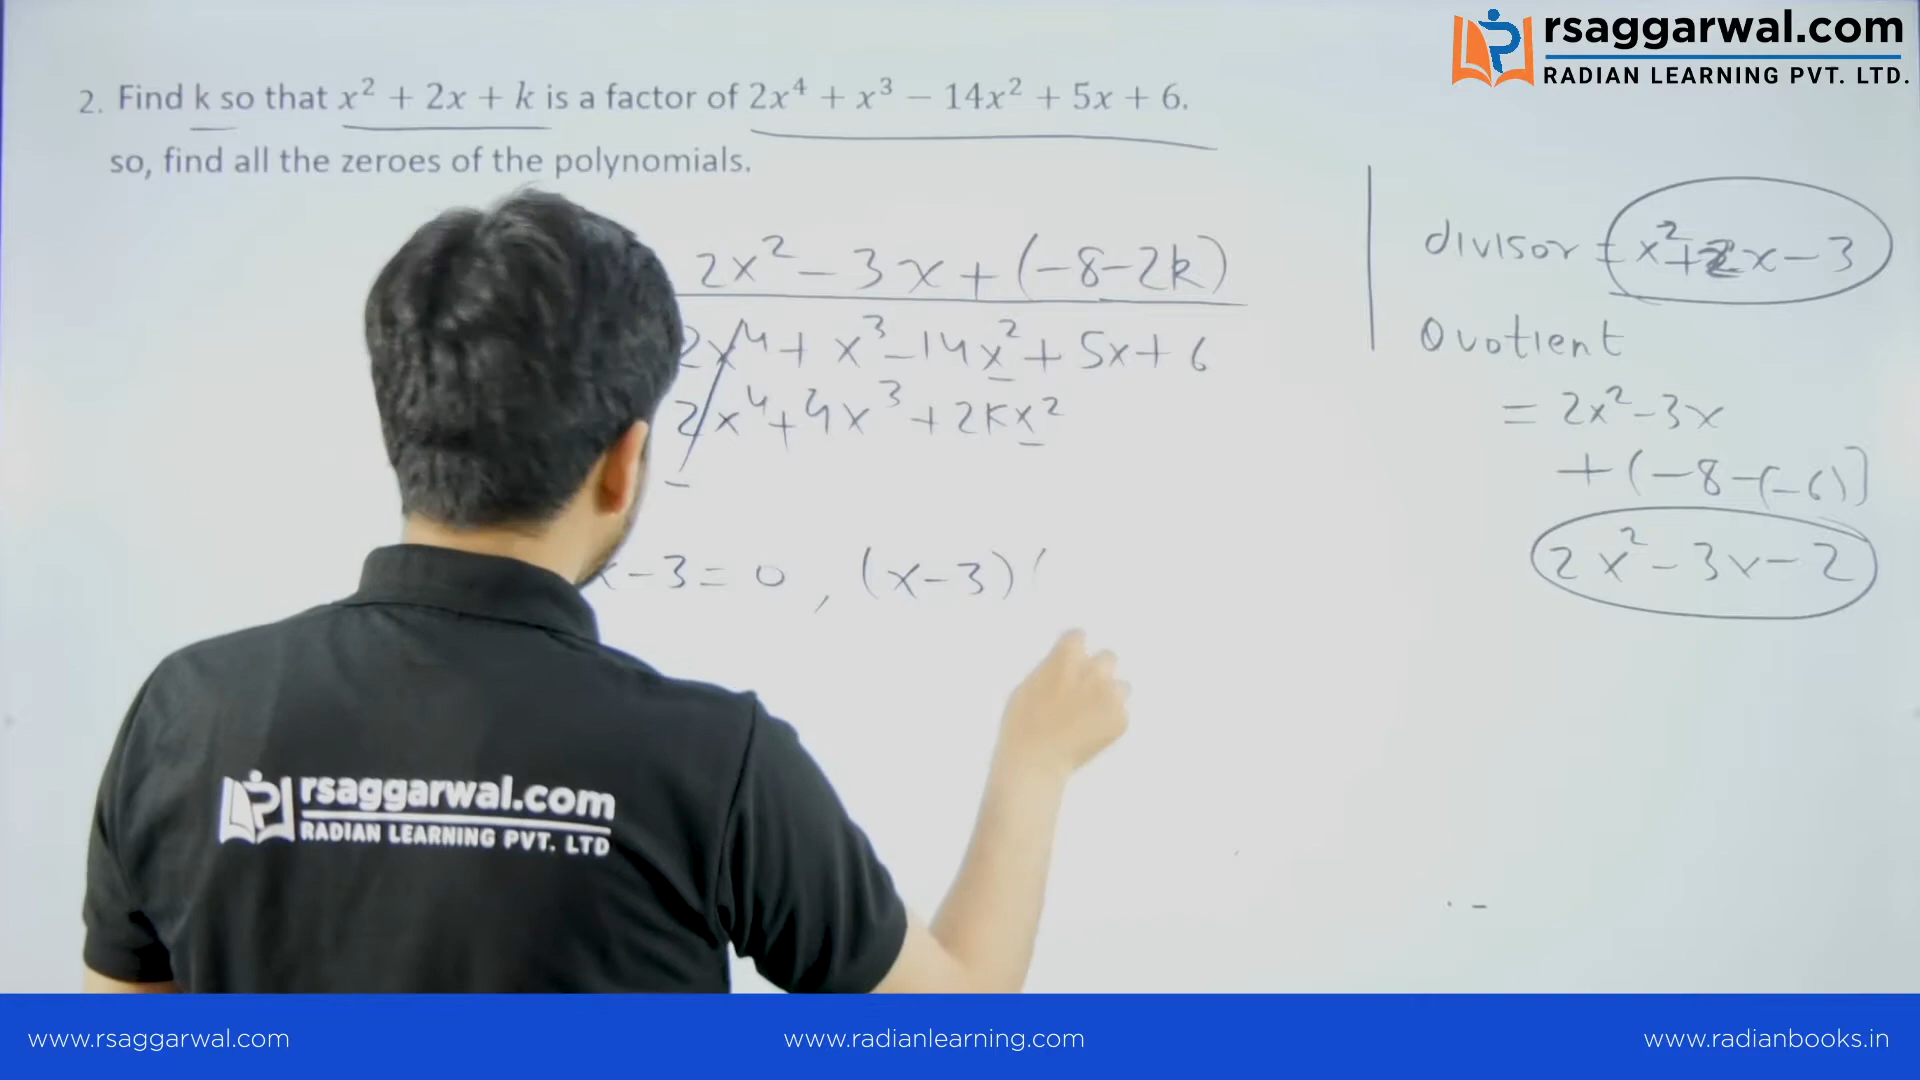 rsaggarwal.com
RADIAN LEARNING PVT. LTD.
2. Find k so that x² + 2x + k is a factor of 2x⁴ + x³ − 14x² + 5x + 6.
so, find all the zeroes of the polynomials.
2x² − 3x + (−8−2k)
2x⁴ + x³ − 14x² + 5x + 6
2x⁴ + 4x³ + 2kx²
−
x − 3 = 0 , (x−3) (
divisor = x² + 2x − 3
Quotient
= 2x² − 3x
+ (−8 −(−6)]
2x² − 3x − 2
rsaggarwal.com
RADIAN LEARNING PVT. LTD
www.rsaggarwal.com
www.radianlearning.com
www.radianbooks.in